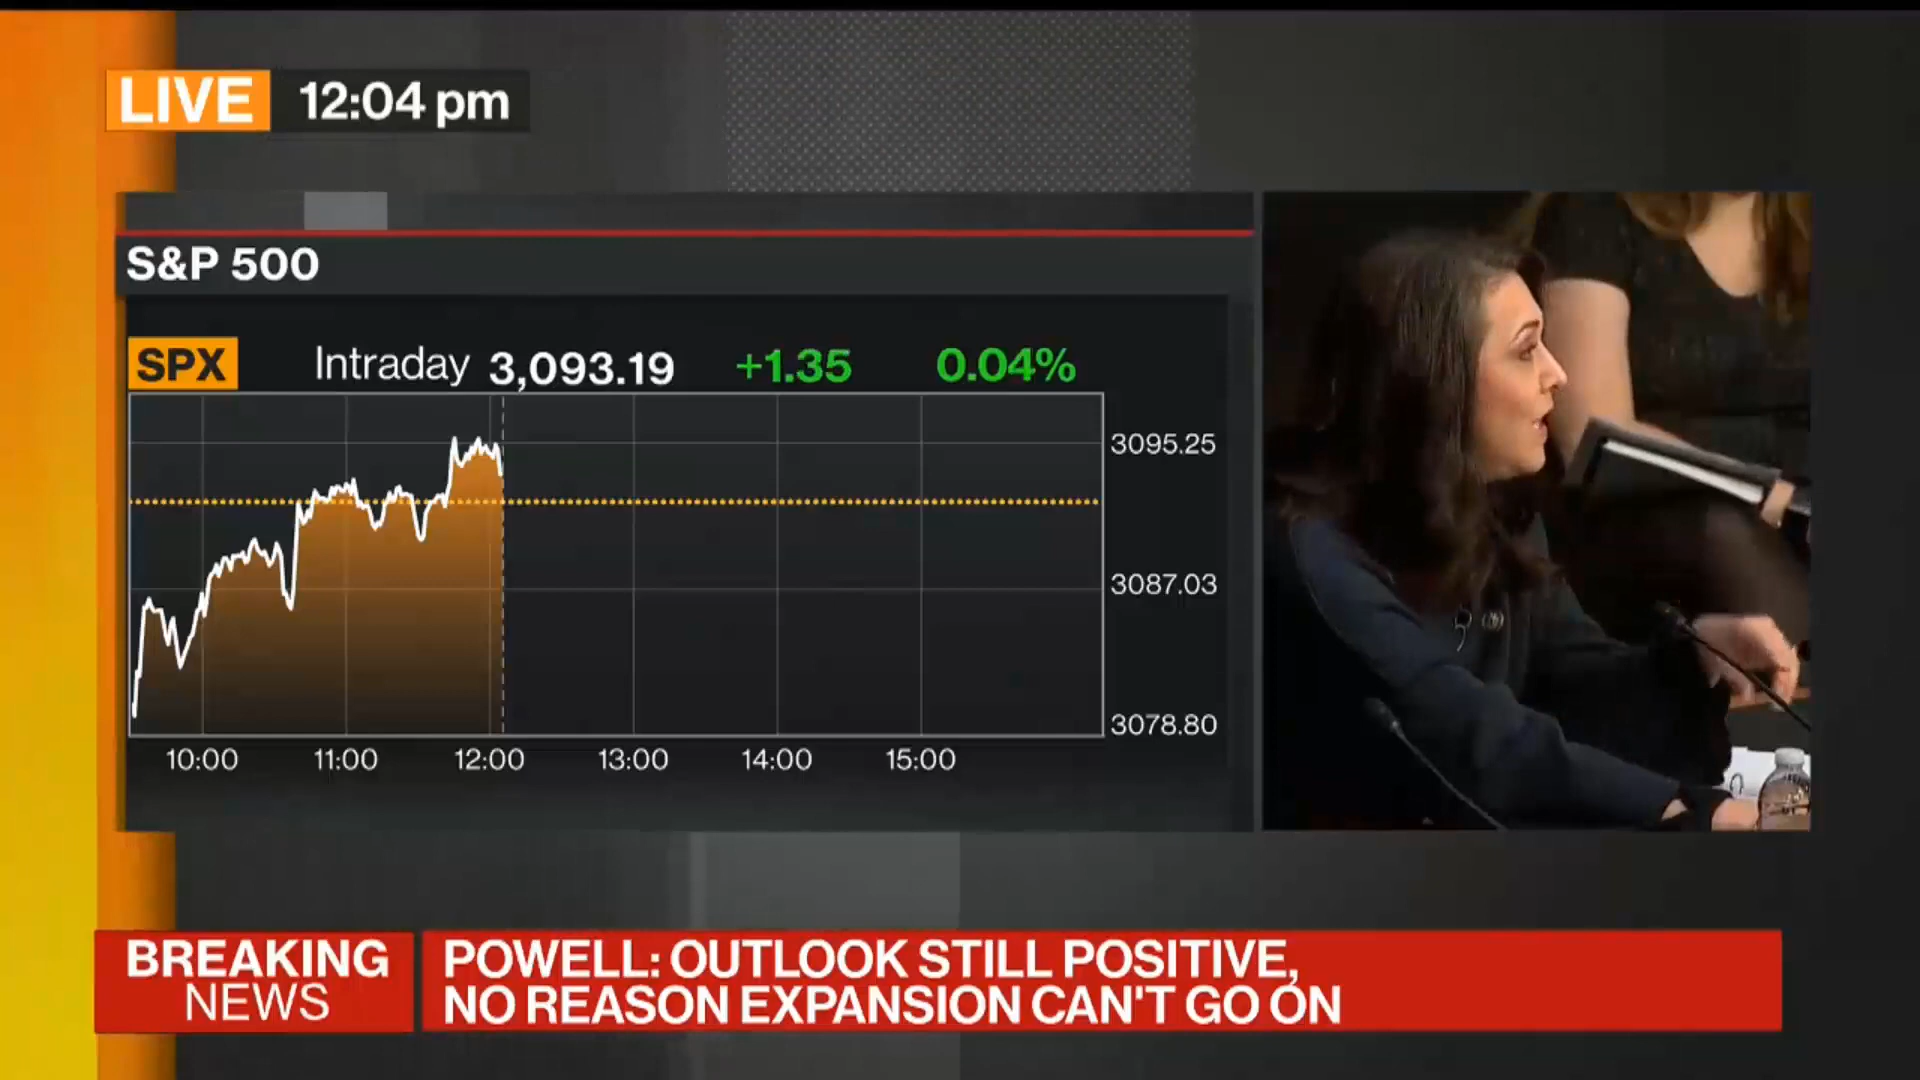 LIVE 12:04 pm
S&P 500
SPX Intraday 3,093.19 +1.35 0.04%
3095.25
3087.03
3078.80
10:00 11:00 12:00 13:00 14:00 15:00
BREAKING
NEWS
POWELL: OUTLOOK STILL POSITIVE,
NO REASON EXPANSION CAN'T GO ON